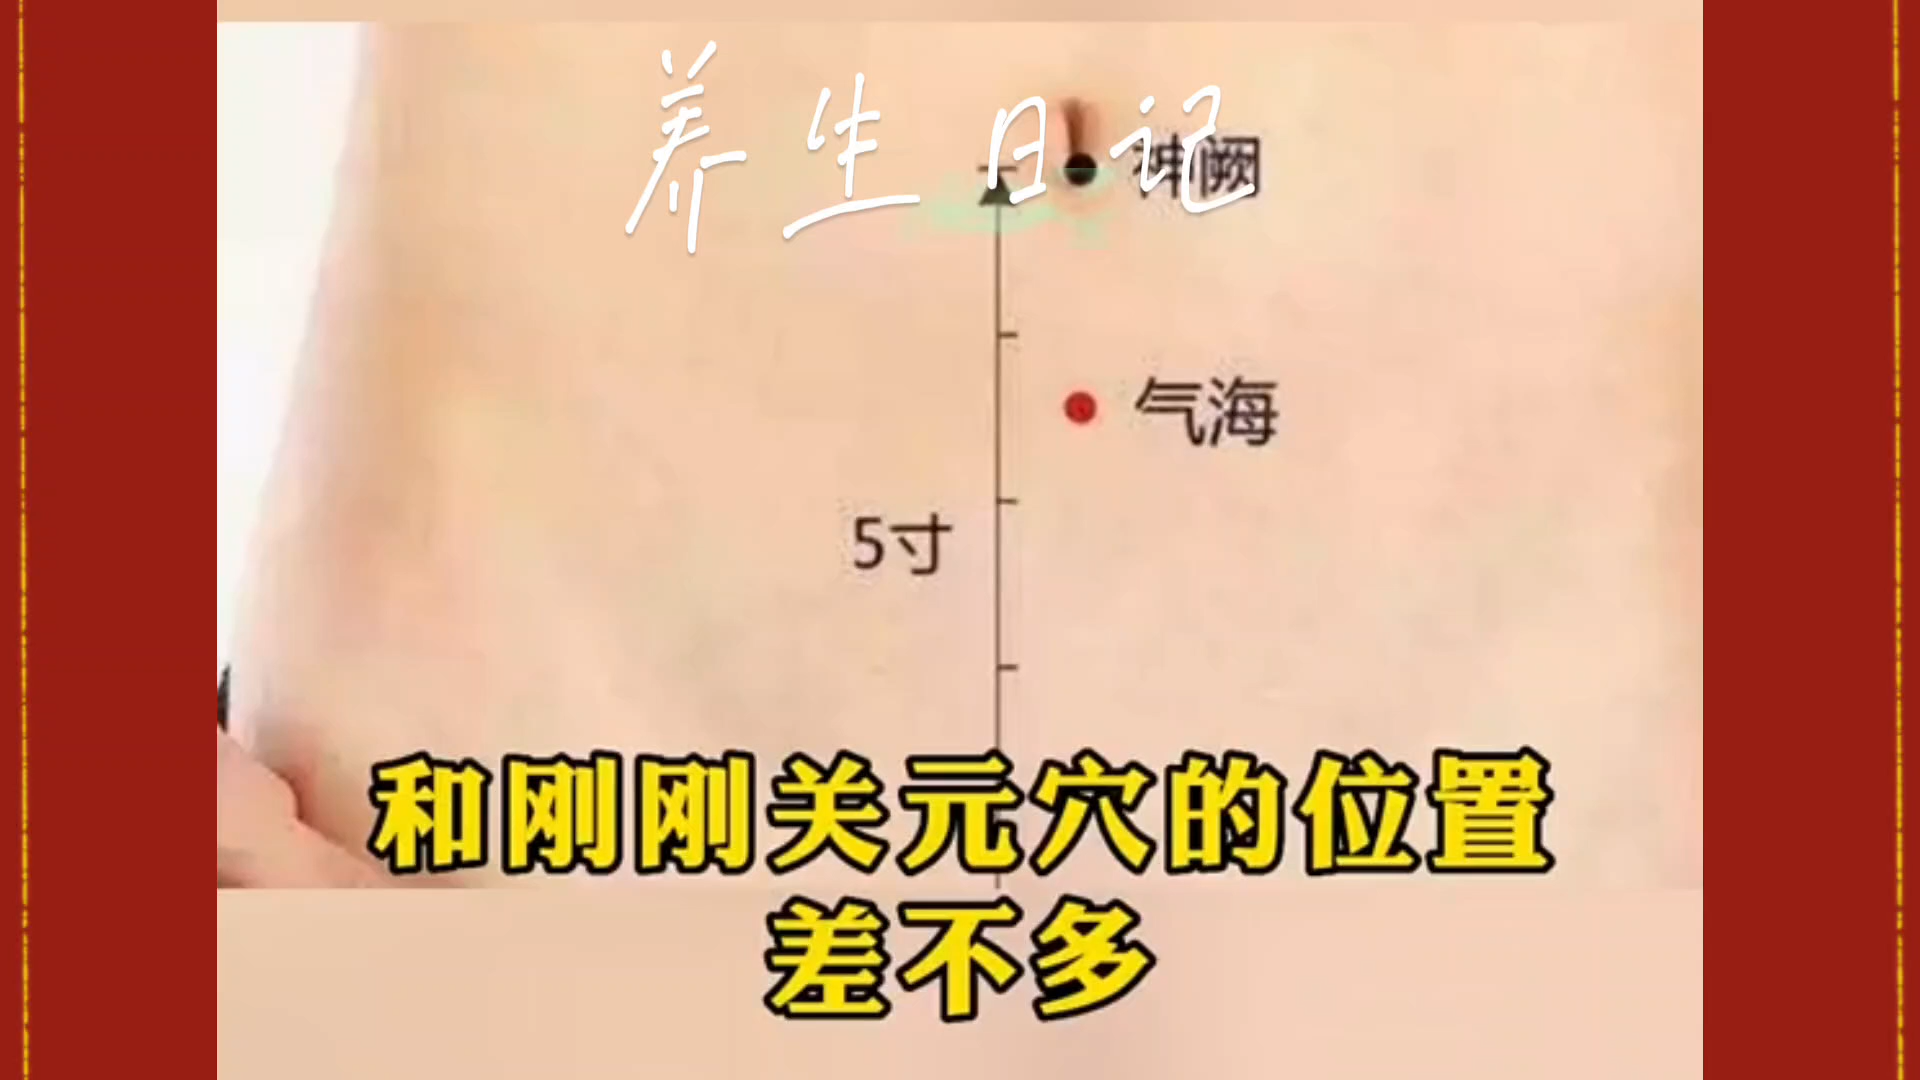 养生日记
神阙
气海
5寸
和刚刚关元穴的位置
差不多